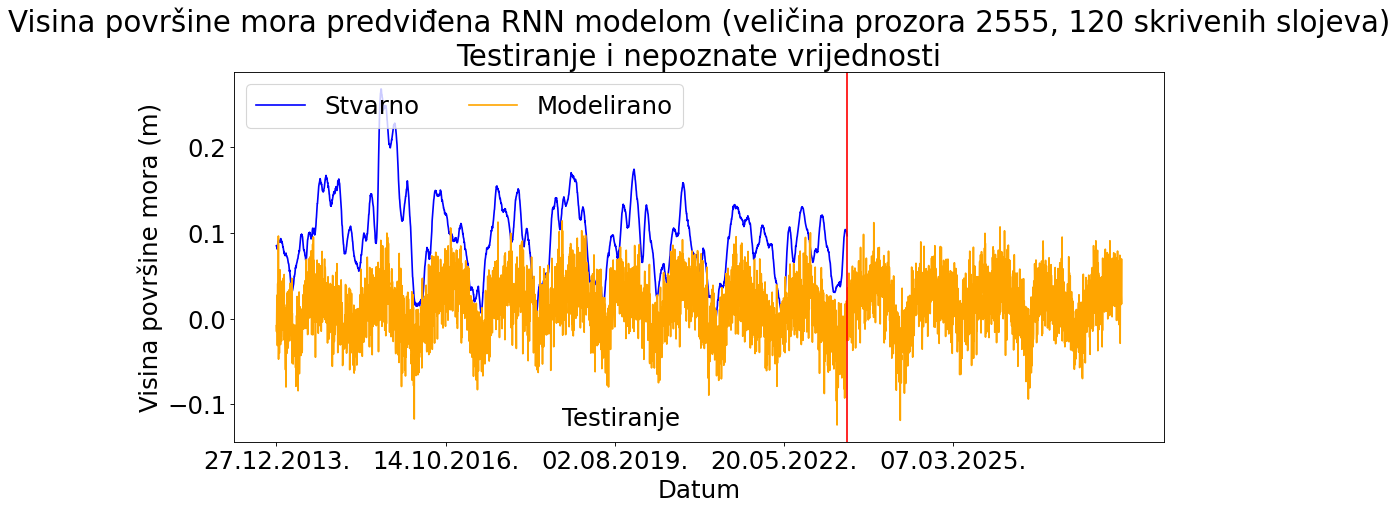 Visina površine mora predviđena RNN modelom (veličina prozora 2555, 120 skrivenih slojeva)
Testiranje i nepoznate vrijednosti
Stvarno
Modelirano
Visina površine mora (m)
0.2
0.1
0.0
−0.1
Testiranje
27.12.2013.
14.10.2016.
02.08.2019.
20.05.2022.
07.03.2025.
Datum